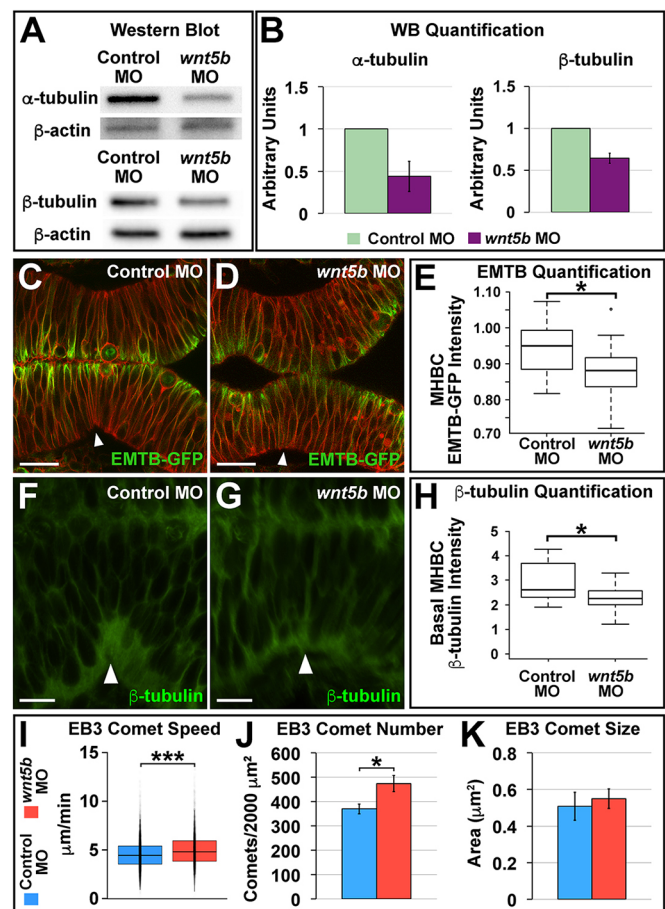 A
Western Blot
Control MO
wnt5b MO
α-tubulin
β-actin
Control MO
wnt5b MO
β-tubulin
β-actin
B
WB Quantification
α-tubulin
β-tubulin
Arbitrary Units
1.5
1
0.5
0
Arbitrary Units
1.5
1
0.5
0
Control MO
wnt5b MO
C
Control MO
EMTB-GFP
D
wnt5b MO
EMTB-GFP
E
EMTB Quantification
MHBC
EMTB-GFP Intensity
1.10
1.00
0.90
0.80
0.70
*
Control MO
wnt5b MO
F
Control MO
β-tubulin
G
wnt5b MO
β-tubulin
H
β-tubulin Quantification
Basal MHBC
β-tubulin Intensity
5
4
3
2
1
0
*
Control MO
wnt5b MO
I
EB3 Comet Speed
wnt5b MO
Control MO
μm/min
15
10
5
0
***
J
EB3 Comet Number
Comets/2000 μm²
600
500
400
300
200
100
0
*
K
EB3 Comet Size
Area (μm²)
0.8
0.6
0.4
0.2
0